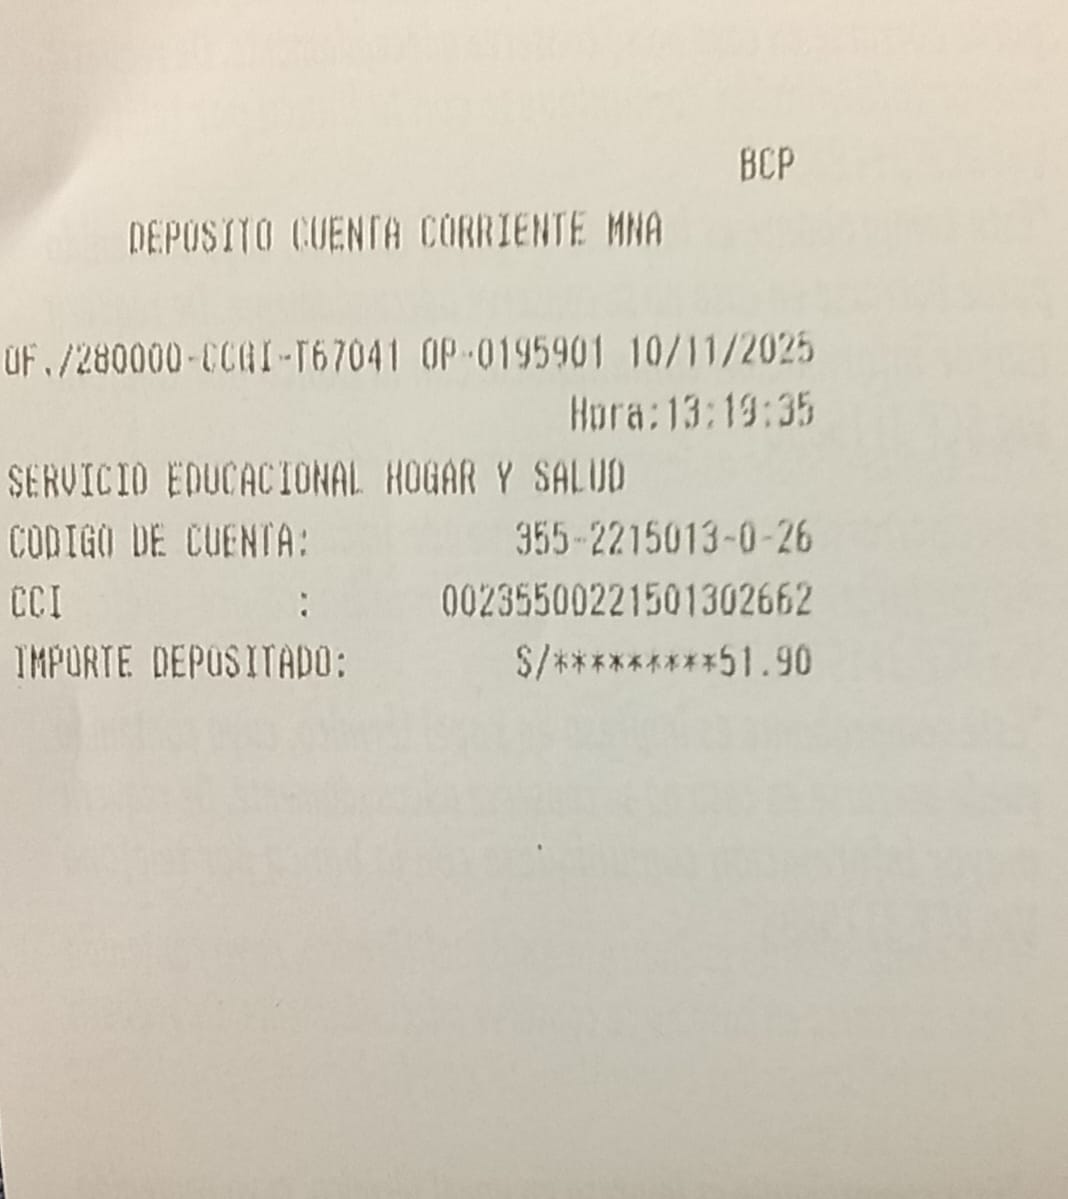 BCP
DEPOSITO CUENTA CORRIENTE MNA
OF./280000-CCAI-T67041 OP-0195901 10/11/2025
Hora:13:19:35
SERVICIO EDUCACIONAL HOGAR Y SALUD
CODIGO DE CUENTA: 355-2215013-0-26
CCI : 00235500221501302662
IMPORTE DEPOSITADO: S/*********51.90